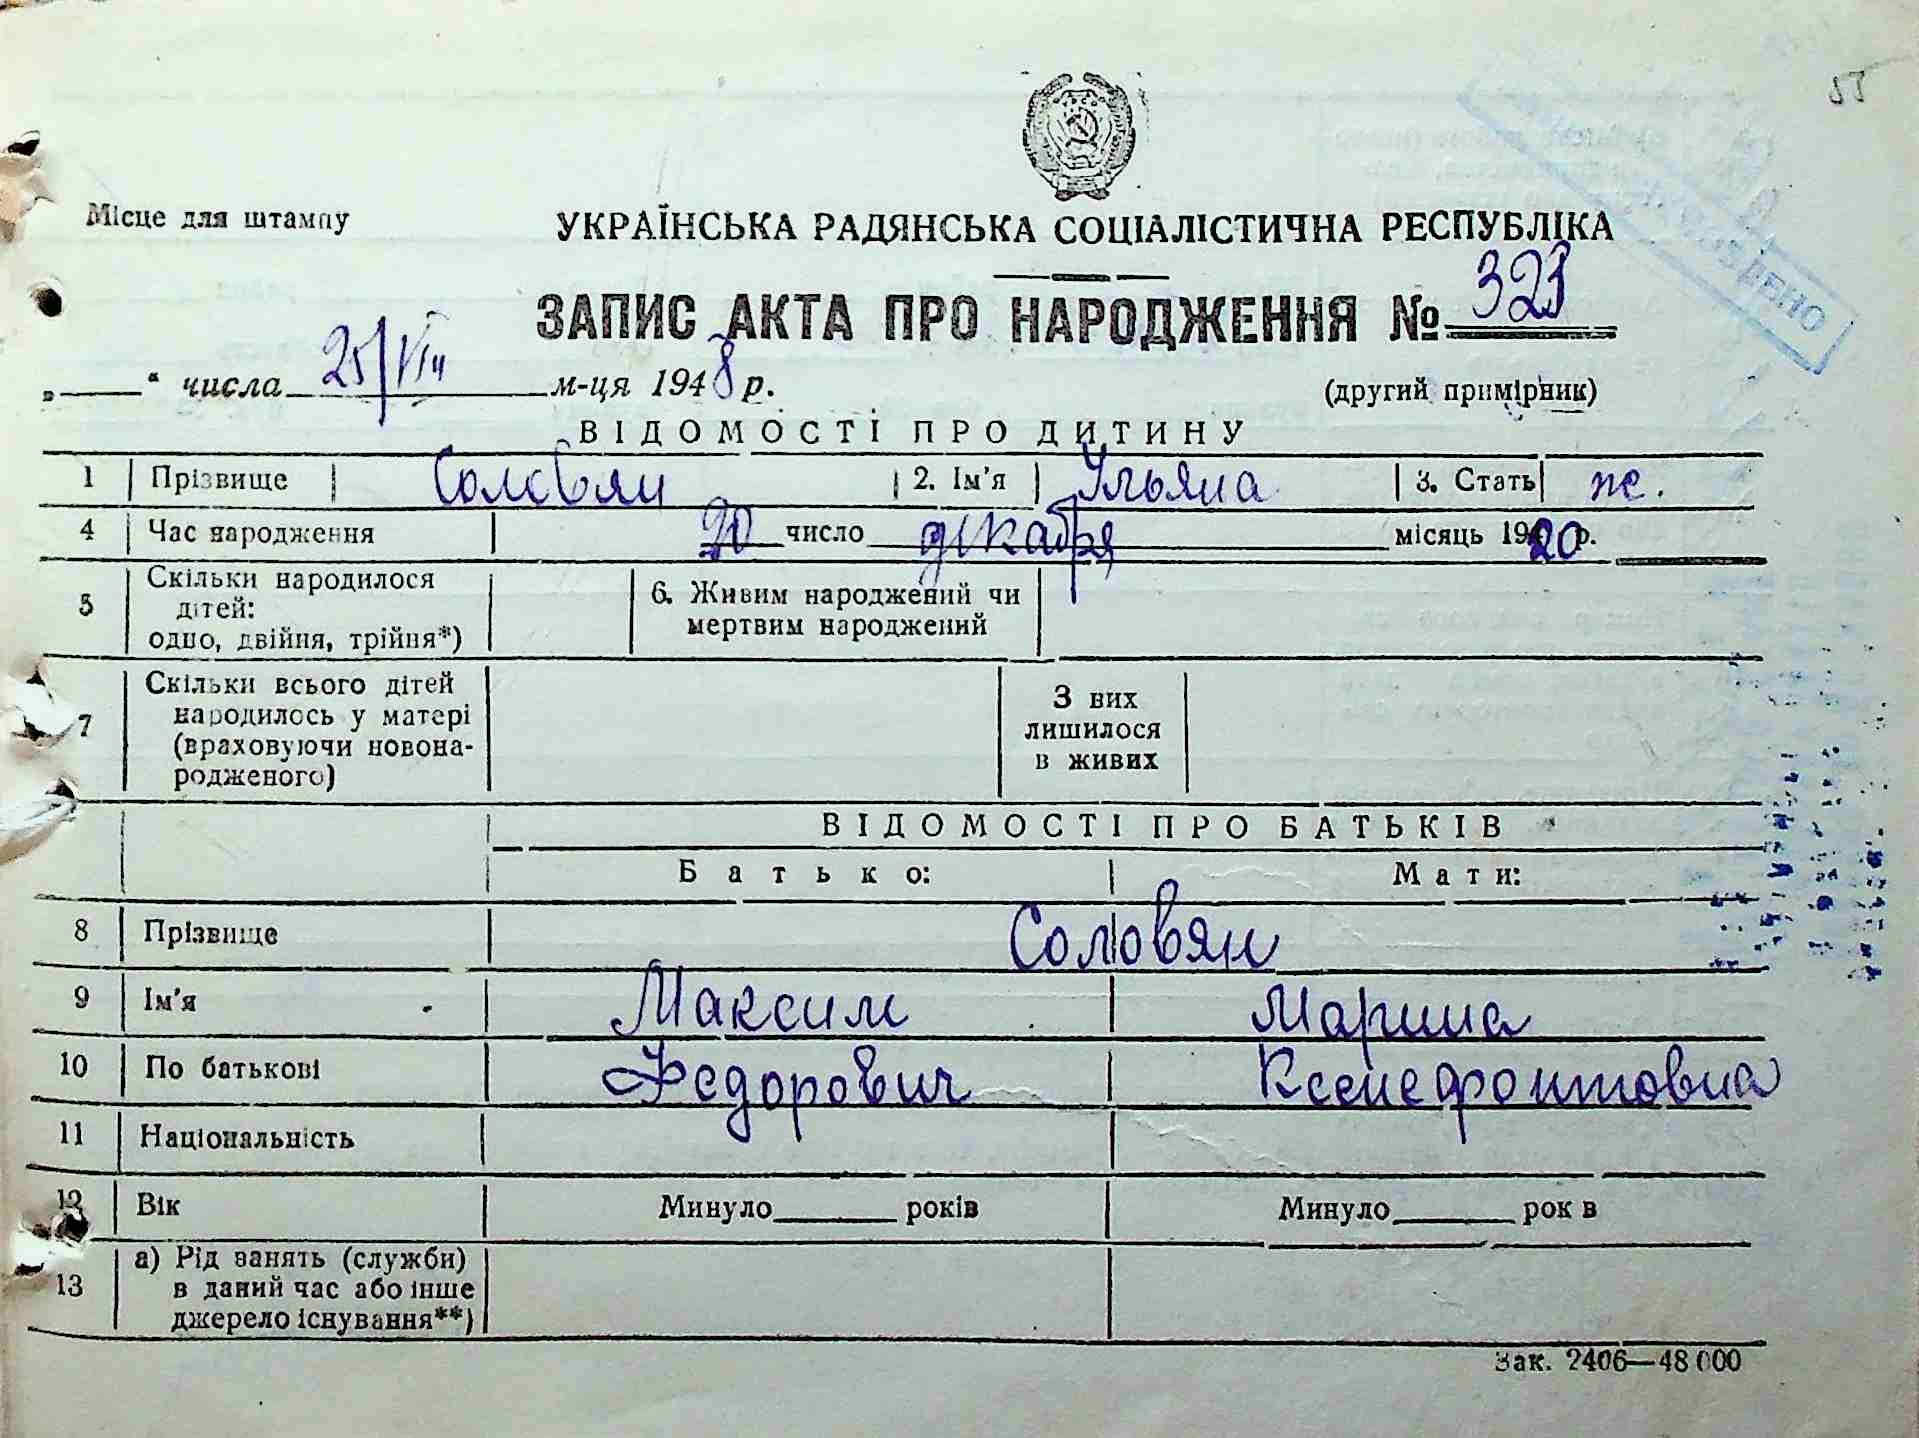 Місце для штампу
УКРАЇНСЬКА РАДЯНСЬКА СОЦІАЛІСТИЧНА РЕСПУБЛІКА
ЗАПИС АКТА ПРО НАРОДЖЕННЯ № 323
„ “ числа 25/VIII м-ця 1948 р. (другий примірник)
ВІДОМОСТІ ПРО ДИТИНУ
1 Прізвище Соловьян 2. Ім'я Ульяна 3. Стать же.
4 Час народження 20 число декабря місяць 1920 р.
5 Скільки народилося дітей: одно, двійня, трійня*) 6. Живим народжений чи мертвим народжений
7 Скільки всього дітей народилось у матері (враховуючи новонародженого) З них лишилося в живих
ВІДОМОСТІ ПРО БАТЬКІВ
Батько: Мати:
8 Прізвище Соловян
9 Ім'я Максим Марина
10 По батькові Федорович Ксенефонтовна
11 Національність
12 Вік Минуло років Минуло рок в
13 а) Рід занять (служби) в даний час або інше джерело існування**)
Зак. 2406—48 000